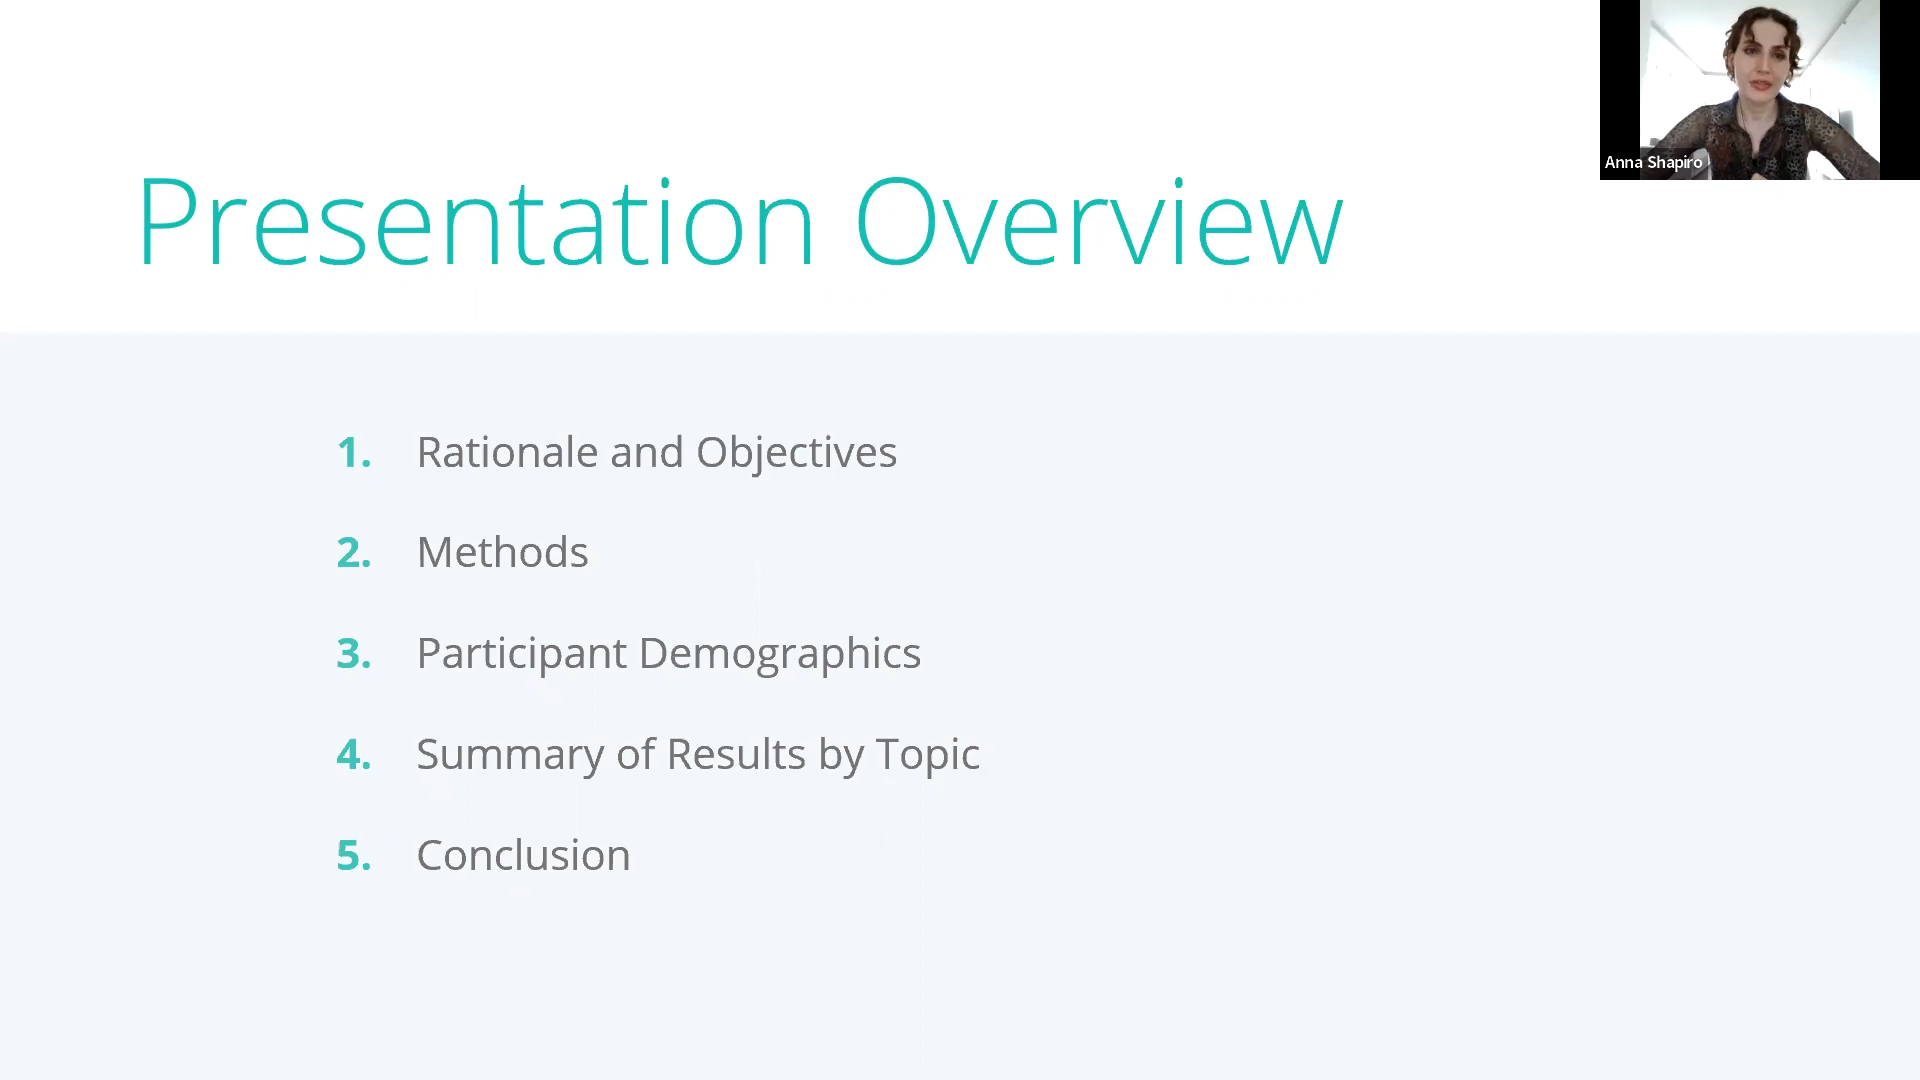 Presentation Overview
Anna Shapiro
1. Rationale and Objectives
2. Methods
3. Participant Demographics
4. Summary of Results by Topic
5. Conclusion